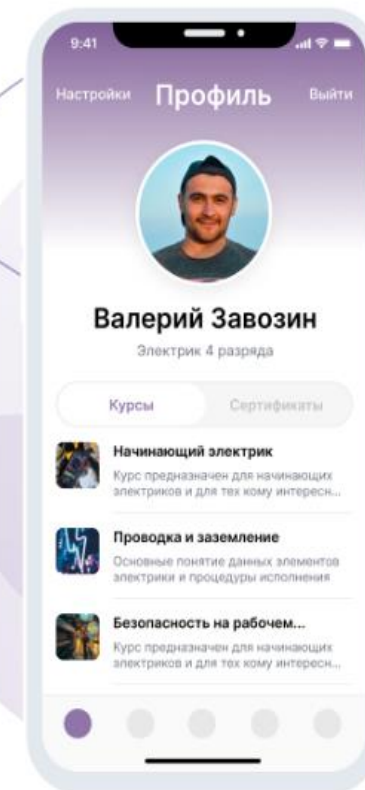 9:41
Настройки Профиль Выйти
Валерий Завозин
Электрик 4 разряда
Курсы Сертификаты
Начинающий электрик
Курс предназначен для начинающих
электриков и для тех кому интересн...
Проводка и заземление
Основные понятие данных элементов
электрики и процедуры исполнения
Безопасность на рабочем...
Курс предназначен для начинающих
электриков и для тех кому интересн...